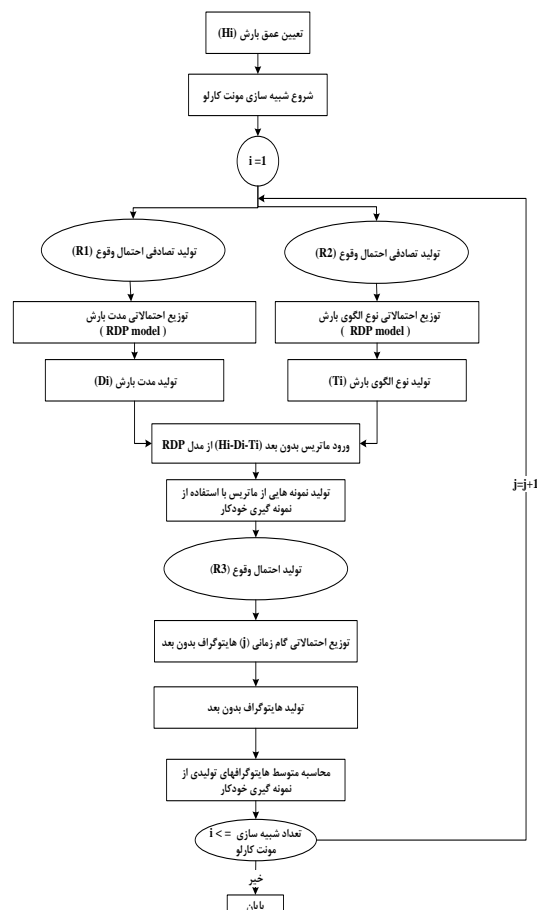 تعیین عمق بارش (Hi)
شروع شبیه سازی مونت کارلو
i =1
تولید تصادفی احتمال وقوع (R1)
تولید تصادفی احتمال وقوع (R2)
توزیع احتمالاتی مدت بارش
( RDP model )
توزیع احتمالاتی نوع الگوی بارش
( RDP model )
تولید مدت بارش (Di)
تولید نوع الگوی بارش (Ti)
ورود ماتریس بدون بعد (Hi-Di-Ti) از مدل RDP
تولید نمونه هایی از ماتریس با استفاده از
نمونه گیری خودکار
j=j+1
تولید احتمال وقوع (R3)
توزیع احتمالاتی گام زمانی (j) هایتوگراف بدون بعد
تولید هایتوگراف بدون بعد
محاسبه متوسط هایتوگرافهای تولیدی از
نمونه گیری خودکار
تعداد شبیه سازی = > i
مونت کارلو
خیر
پایان